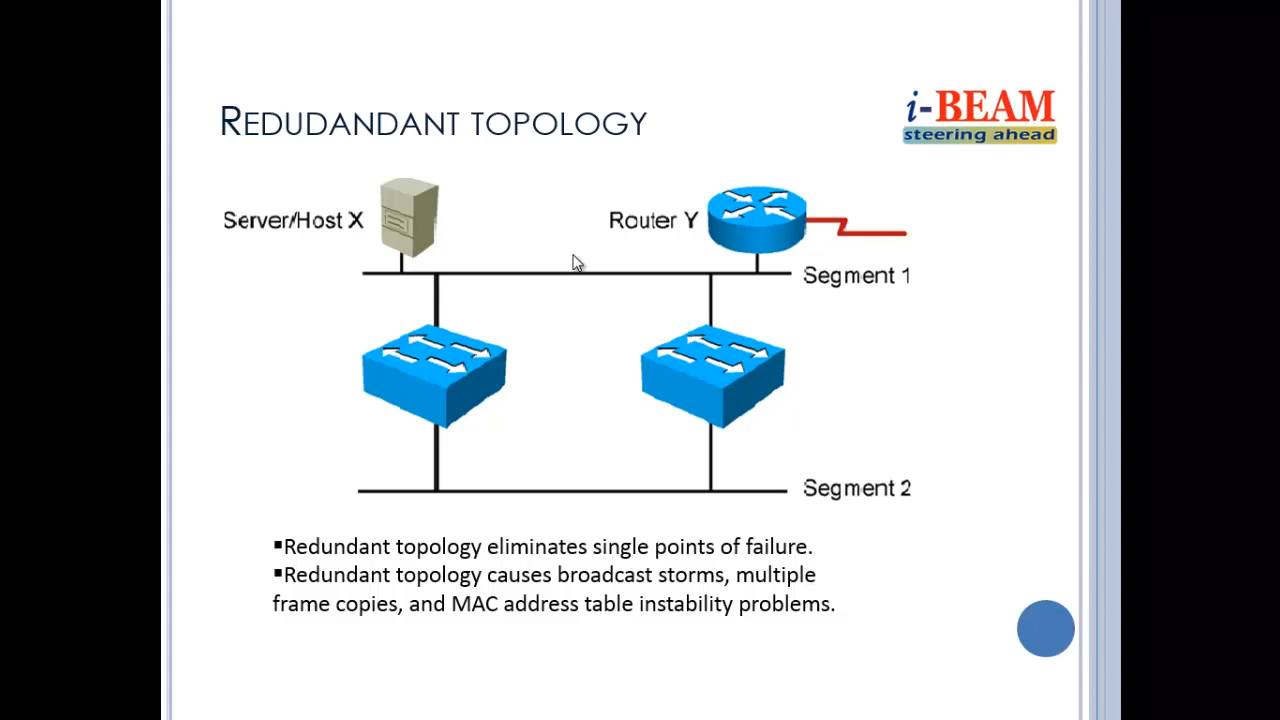 REDUDANDANT TOPOLOGY
i-BEAM
steering ahead
Server/Host X
Router Y
Segment 1
Segment 2
▪Redundant topology eliminates single points of failure.
▪Redundant topology causes broadcast storms, multiple
frame copies, and MAC address table instability problems.